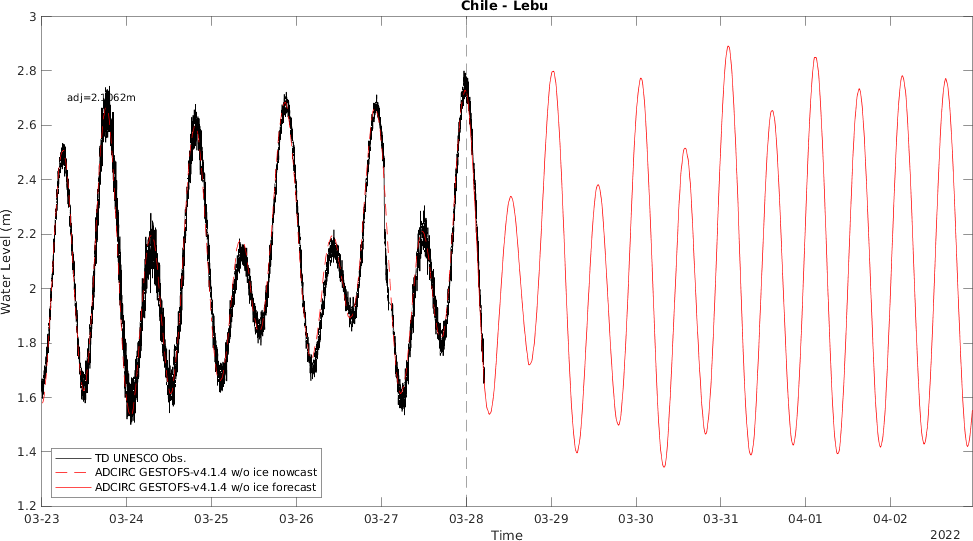 Chile - Lebu
3
2.8
2.6
2.4
2.2
2
1.8
1.6
1.4
1.2
Water Level (m)
adj=2.1062m
TD UNESCO Obs.
ADCIRC GESTOFS-v4.1.4 w/o ice nowcast
ADCIRC GESTOFS-v4.1.4 w/o ice forecast
03-23 03-24 03-25 03-26 03-27 03-28 03-29 03-30 03-31 04-01 04-02
Time
2022